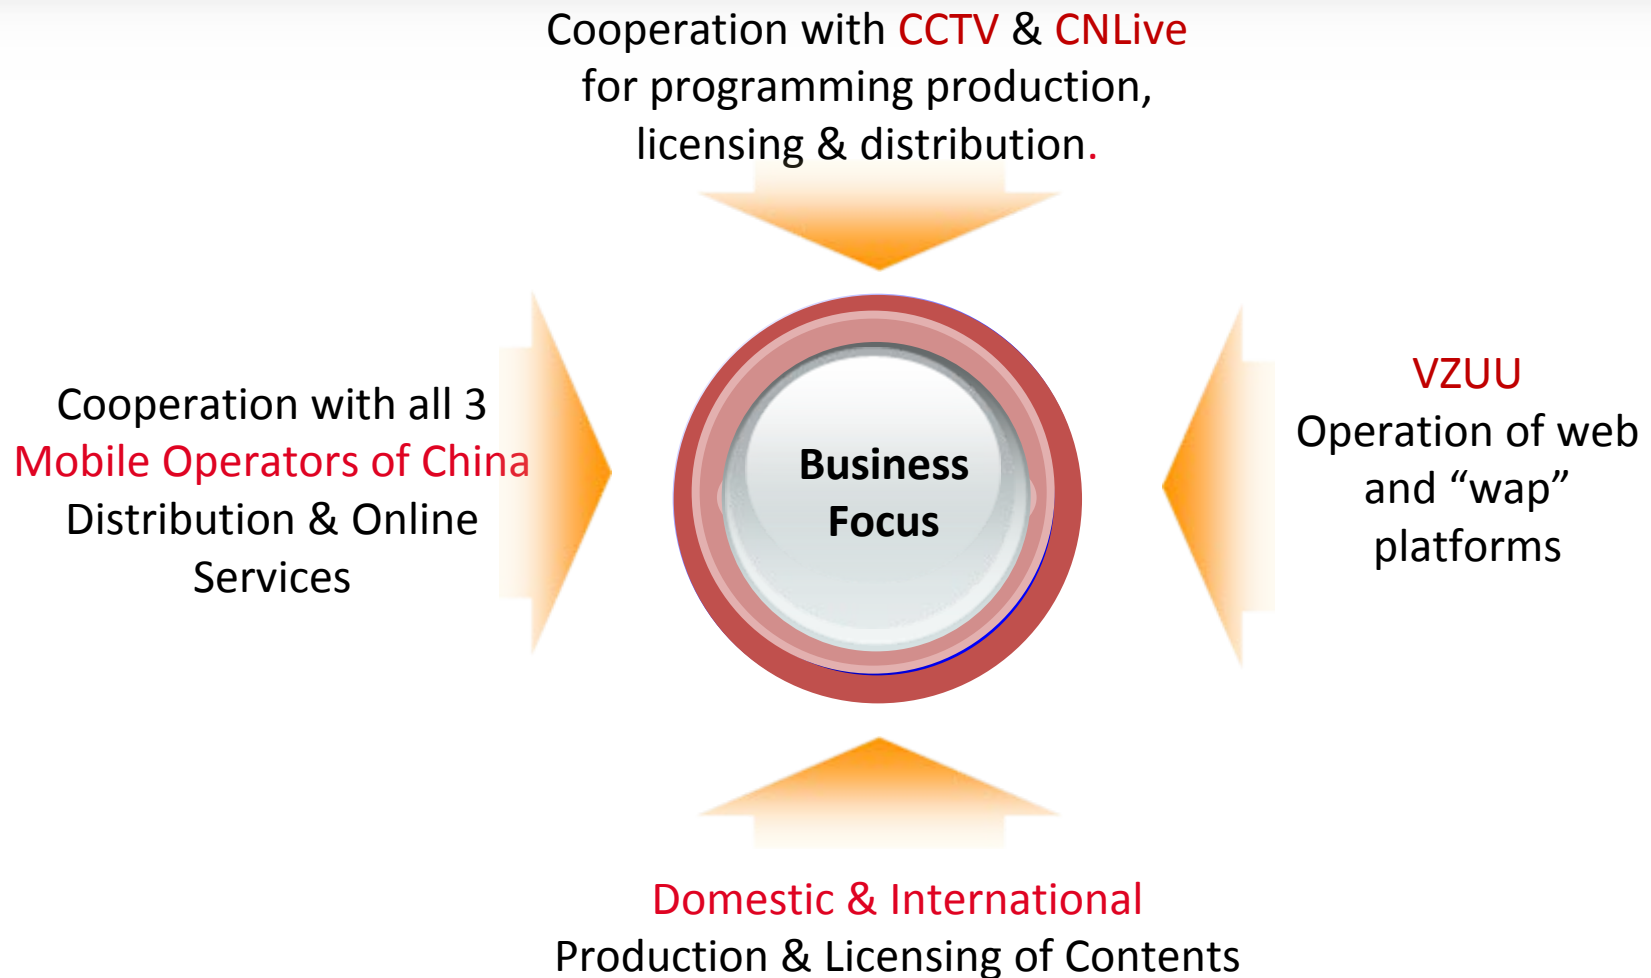 Cooperation with CCTV & CNLive
for programming production,
licensing & distribution.
Cooperation with all 3
Mobile Operators of China
Distribution & Online
Services
Business
Focus
VZUU
Operation of web
and “wap”
platforms
Domestic & International
Production & Licensing of Contents